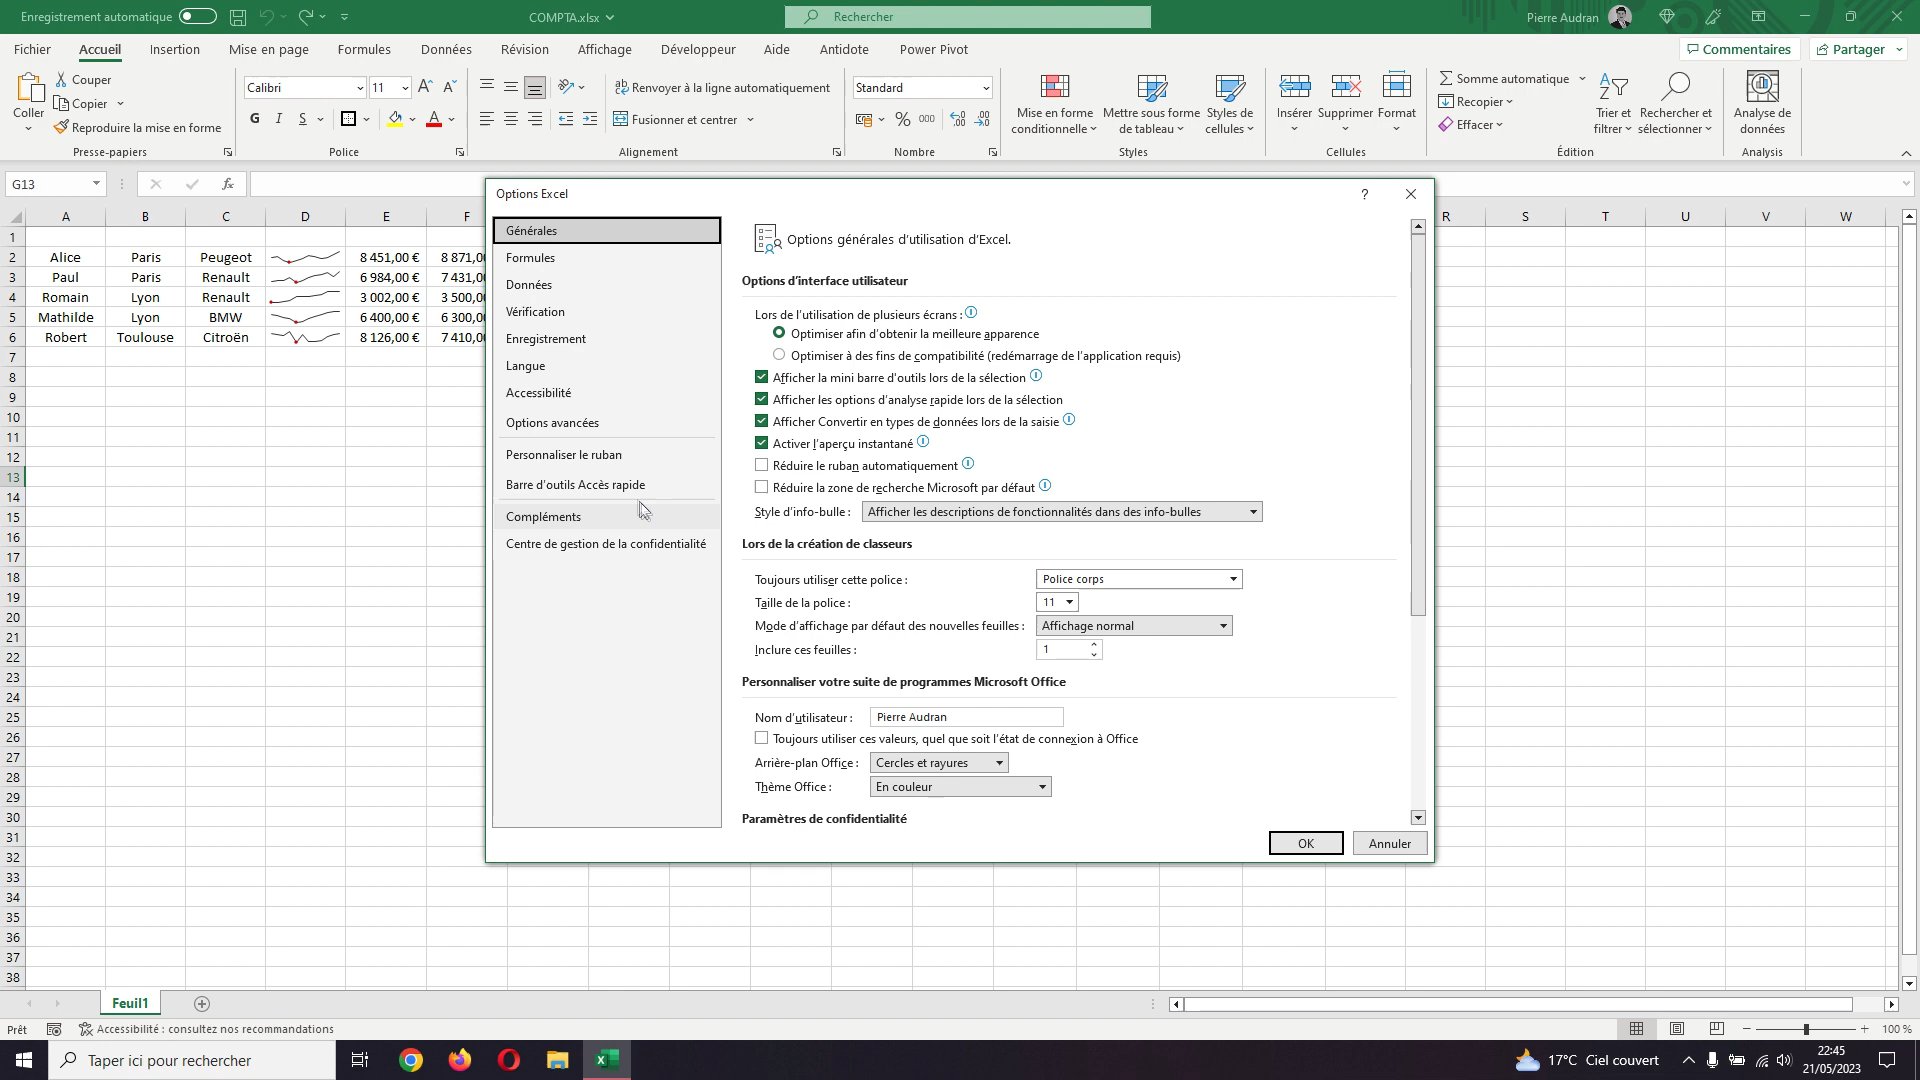 Enregistrement automatique
COMPTA.xlsx
Rechercher
Pierre Audran
Fichier Accueil Insertion Mise en page Formules Données Révision Affichage Développeur Aide Antidote Power Pivot
Commentaires Partager
Coller
Couper
Copier
Reproduire la mise en forme
Presse-papiers
Calibri 11
G I S A
Police
Renvoyer à la ligne automatiquement
Fusionner et centrer
Alignement
Standard
% 000
Nombre
Mise en forme conditionnelle
Mettre sous forme de tableau
Styles de cellules
Styles
Insérer Supprimer Format
Cellules
Somme automatique
Recopier
Effacer
Trier et filtrer
Rechercher et sélectionner
Édition
Analyse de données
Analysis
G13
fx
A B C D E F R S T U V W
1
2 Alice Paris Peugeot 8 451,00 € 8 871,0
3 Paul Paris Renault 6 984,00 € 7 431,0
4 Romain Lyon Renault 3 002,00 € 3 500,0
5 Mathilde Lyon BMW 6 400,00 € 6 300,0
6 Robert Toulouse Citroën 8 126,00 € 7 410,0
7
8
9
10
11
12
13
14
15
16
17
18
19
20
21
22
23
24
25
26
27
28
29
30
31
32
33
34
35
36
37
38
Options Excel
?
Générales
Formules
Données
Vérification
Enregistrement
Langue
Accessibilité
Options avancées
Personnaliser le ruban
Barre d'outils Accès rapide
Compléments
Centre de gestion de la confidentialité
Options générales d'utilisation d'Excel.
Options d'interface utilisateur
Lors de l'utilisation de plusieurs écrans :
Optimiser afin d'obtenir la meilleure apparence
Optimiser à des fins de compatibilité (redémarrage de l'application requis)
Afficher la mini barre d'outils lors de la sélection
Afficher les options d'analyse rapide lors de la sélection
Afficher Convertir en types de données lors de la saisie
Activer l'aperçu instantané
Réduire le ruban automatiquement
Réduire la zone de recherche Microsoft par défaut
Style d'info-bulle : Afficher les descriptions de fonctionnalités dans des info-bulles
Lors de la création de classeurs
Toujours utiliser cette police : Police corps
Taille de la police : 11
Mode d'affichage par défaut des nouvelles feuilles : Affichage normal
Inclure ces feuilles : 1
Personnaliser votre suite de programmes Microsoft Office
Nom d'utilisateur : Pierre Audran
Toujours utiliser ces valeurs, quel que soit l'état de connexion à Office
Arrière-plan Office : Cercles et rayures
Thème Office : En couleur
Paramètres de confidentialité
OK Annuler
Feuil1
Prêt Accessibilité : consultez nos recommandations
100 %
Taper ici pour rechercher
17°C Ciel couvert
22:45
21/05/2023